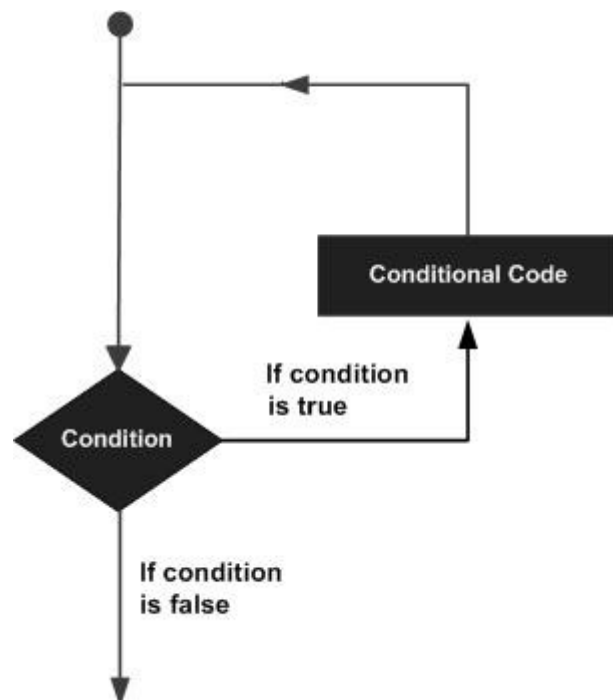 Conditional Code
If condition
is true
Condition
If condition
is false